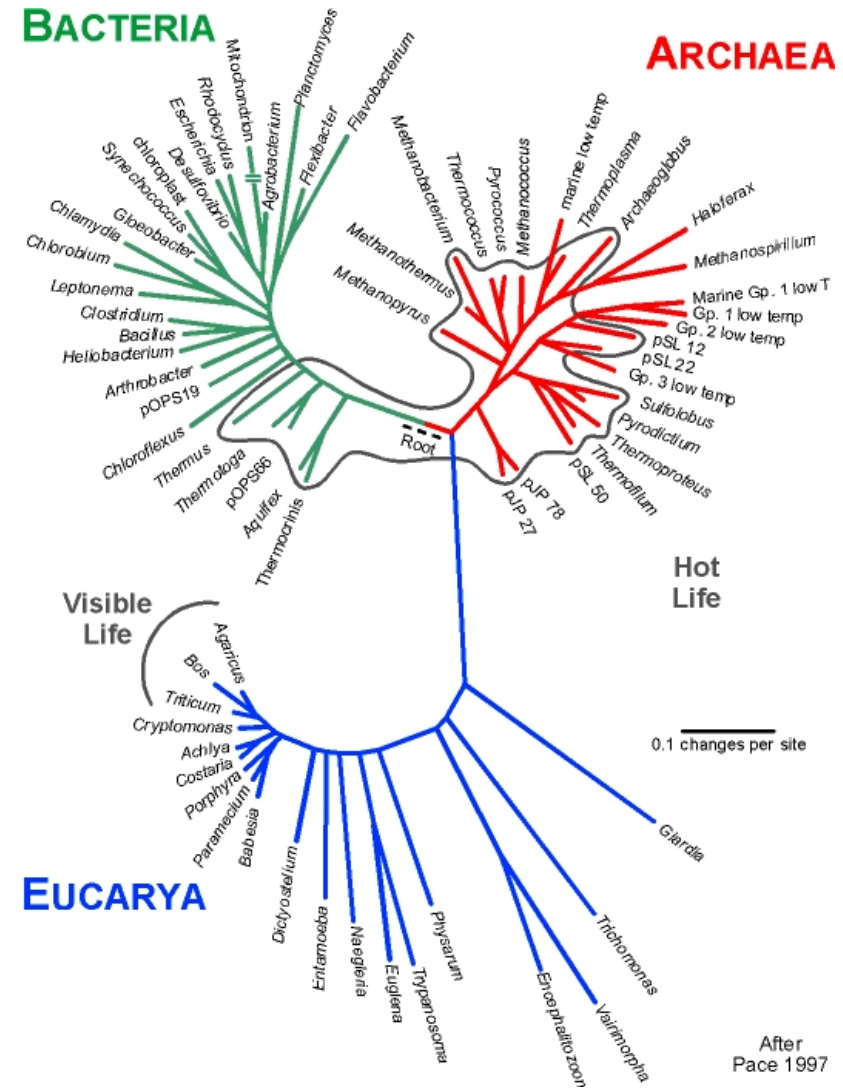 BACTERIA
ARCHAEA
Mitochondrion
Planctomyces
Flavobacterium
Rhodocyclus
Escherichia
Desulfovibrio
Agrobacterium
Flexibacter
chloroplast
Synechococcus
Gloeobacter
Chlamydia
Chlorobium
Leptonema
Clostridium
Bacillus
Heliobacterium
Arthrobacter
pOPS19
Chloroflexus
Thermus
Thermotoga
pOPS66
Aquifex
Thermocrinis
Root
Methanopyrus
Methanothermus
Methanobacterium
Thermococcus
Pyrococcus
Methanococcus
marine low temp
Thermoplasma
Archaeoglobus
Haloferax
Methanospirillum
Marine Gp. 1 low T
Gp. 1 low temp
Gp. 2 low temp
pSL 12
pSL 22
Gp. 3 low temp
Sulfolobus
Pyrodictium
Thermoproteus
Thermofilum
pSL 50
pJP 78
pJP 27
Hot
Life
Visible
Life
Agaricus
Bos
Triticum
Cryptomonas
Achlya
Costaria
Porphyra
Paramecium
Babesia
Dictyostelium
Entamoeba
Naegleria
Euglena
Trypanosoma
Physarum
Encephalitozoon
Vairimorpha
Trichomonas
Giardia
0.1 changes per site
EUCARYA
After
Pace 1997